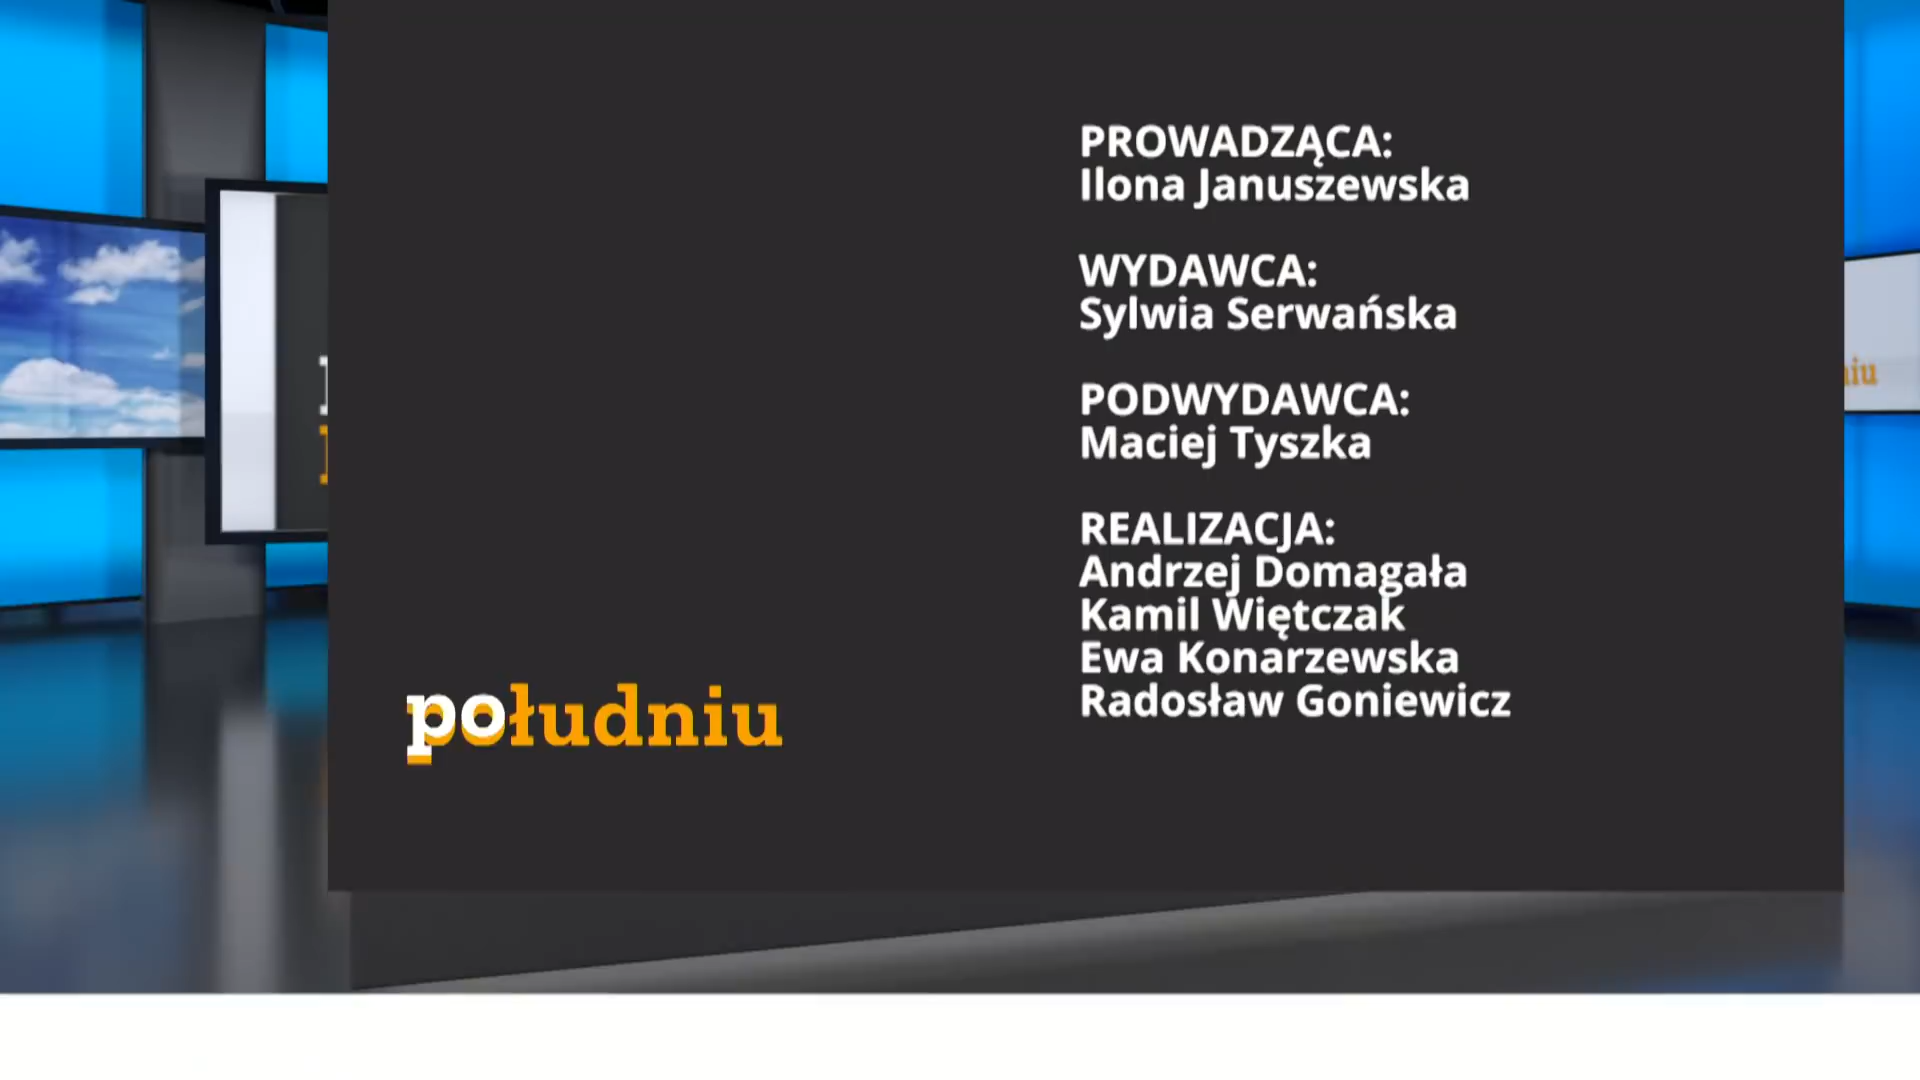 PROWADZĄCA:
Ilona Januszewska
WYDAWCA:
Sylwia Serwańska
PODWYDAWCA:
Maciej Tyszka
REALIZACJA:
Andrzej Domagała
Kamil Więtczak
Ewa Konarzewska
Radosław Goniewicz
południu